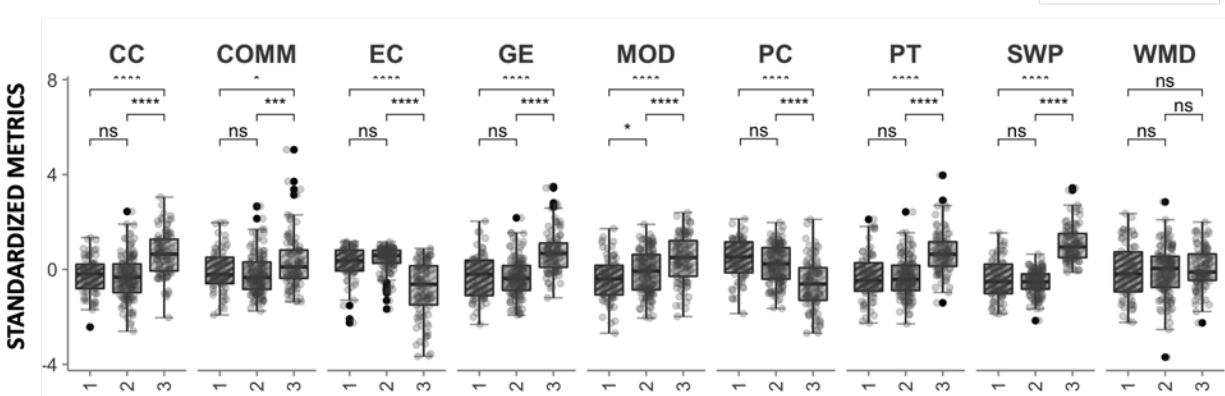 CC COMM EC GE MOD PC PT SWP WMD
8
**** * **** **** **** **** **** **** ns
**** *** **** **** **** **** **** **** ns
ns ns ns ns * ns ns ns ns
4
0
-4
STANDARDIZED METRICS
1 2 3 1 2 3 1 2 3 1 2 3 1 2 3 1 2 3 1 2 3 1 2 3 1 2 3